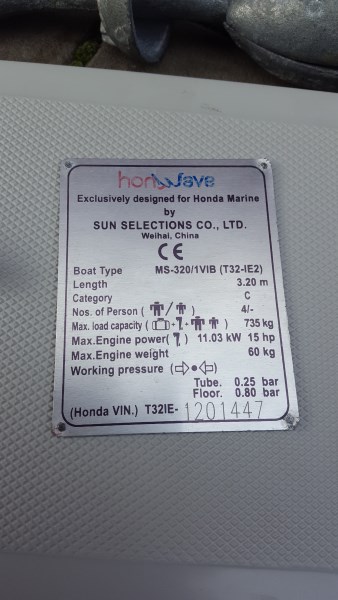 honwave
Exclusively designed for Honda Marine
by
SUN SELECTIONS CO., LTD.
Weihai, China
CE
Boat Type MS-320/1VIB (T32-IE2)
Length 3.20 m
Category C
Nos. of Person ( / ) 4/-
Max. load capacity ( + + ) 735 kg
Max.Engine power( ) 11.03 kW 15 hp
Max.Engine weight 60 kg
Working pressure ( )
Tube. 0.25 bar
Floor. 0.80 bar
(Honda VIN.) T32IE- 1201447